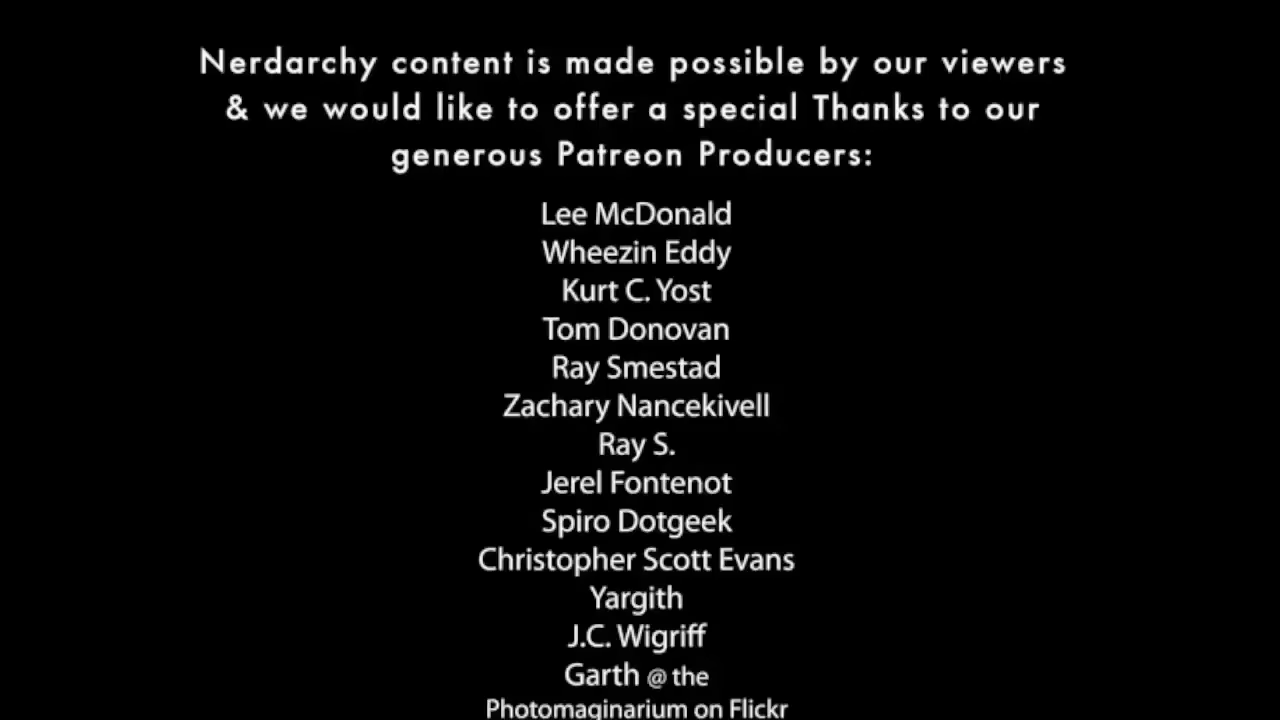 Nerdarchy content is made possible by our viewers
& we would like to offer a special Thanks to our
generous Patreon Producers:
Lee McDonald
Wheezin Eddy
Kurt C. Yost
Tom Donovan
Ray Smestad
Zachary Nancekivell
Ray S.
Jerel Fontenot
Spiro Dotgeek
Christopher Scott Evans
Yargith
J.C. Wigriff
Garth @ the
Photomaginarium on Flickr